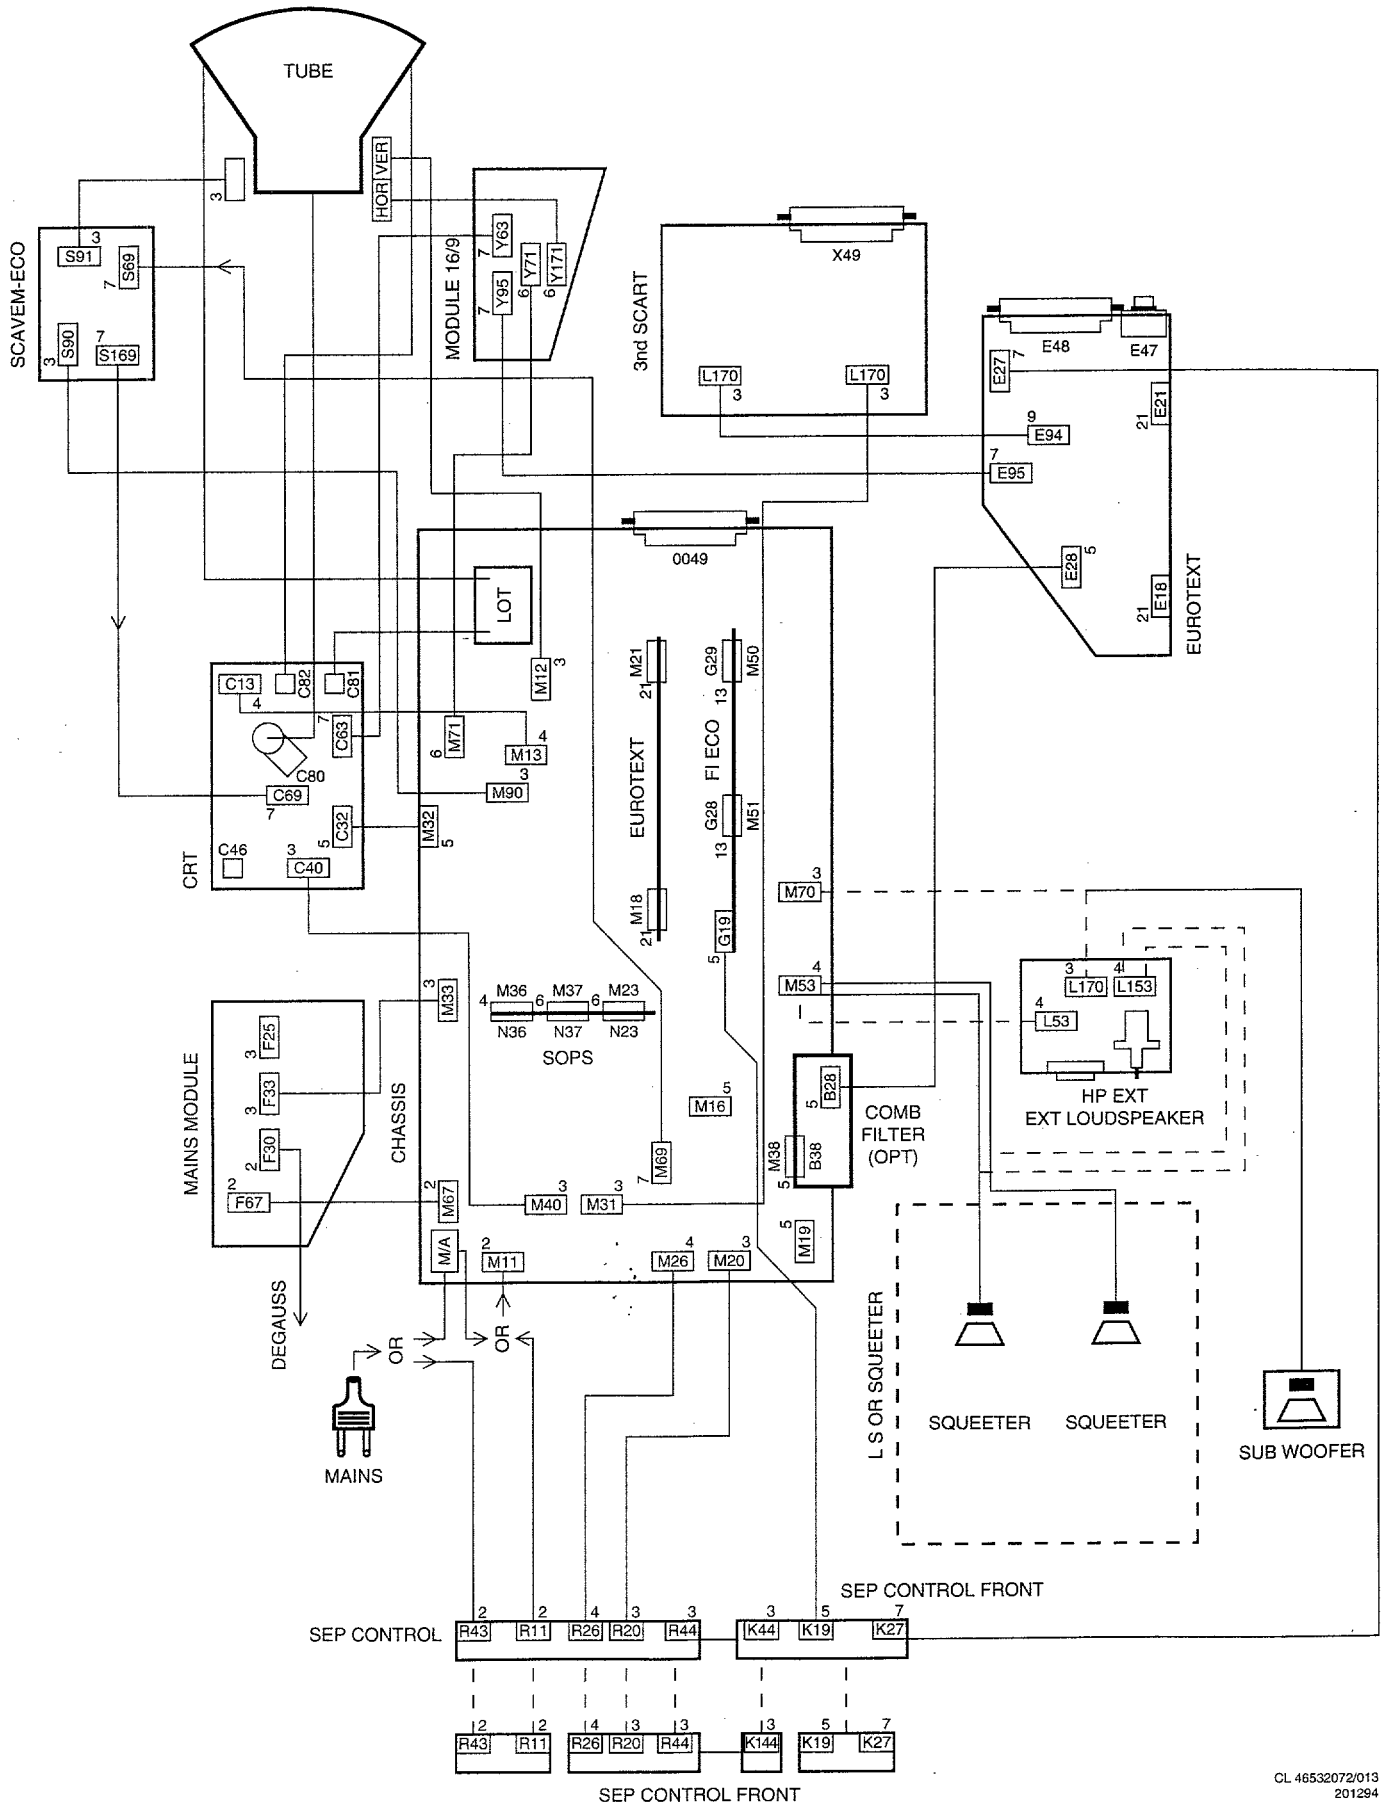 TUBE
HOR VER
3
SCAVEM-ECO
3
S91
7 S69
3 S90
7
S169
MODULE 16/9
7 Y63
7 Y95
6 Y71
6 Y171
3nd SCART
X49
L170
3
L170
3
E48
E47
E27 7
21 E21
9
E94
7
E95
E28 5
21 E18
EUROTEXT
0049
LOT
M12 3
C13
4
C82
C81
7 C63
C80
C69
7
C32
5
C46
3
C40
CRT
6 M71
4
M13
3
M90
M32
5
M21
21
EUROTEXT
M18
21
G29 M50
13
FI ECO
G28 M51
13
G19
5
3
M70
4
M53
3
L170
4
L153
4
L53
HP EXT
EXT LOUDSPEAKER
3 M33
M36 M37 M23
4 6 6
N36 N37 N23
SOPS
MAINS MODULE
3 F25
3 F33
2 F30
2
F67
CHASSIS
5
M16
7 M69
5 B28
M38 B38
5
COMB
FILTER
(OPT)
2 M67
3
M40
3
M31
5 M19
M/A
2
M11
4
M26
3
M20
DEGAUSS
OR
OR
MAINS
L S OR SQUEETER
SQUEETER
SQUEETER
SUB WOOFER
SEP CONTROL FRONT
SEP CONTROL
2 2 4 3 3 3 5 7
R43 R11 R26 R20 R44 K44 K19 K27
2 2 4 3 3 3 5 7
R43 R11 R26 R20 R44 K144 K19 K27
SEP CONTROL FRONT
CL 46532072/013
201294